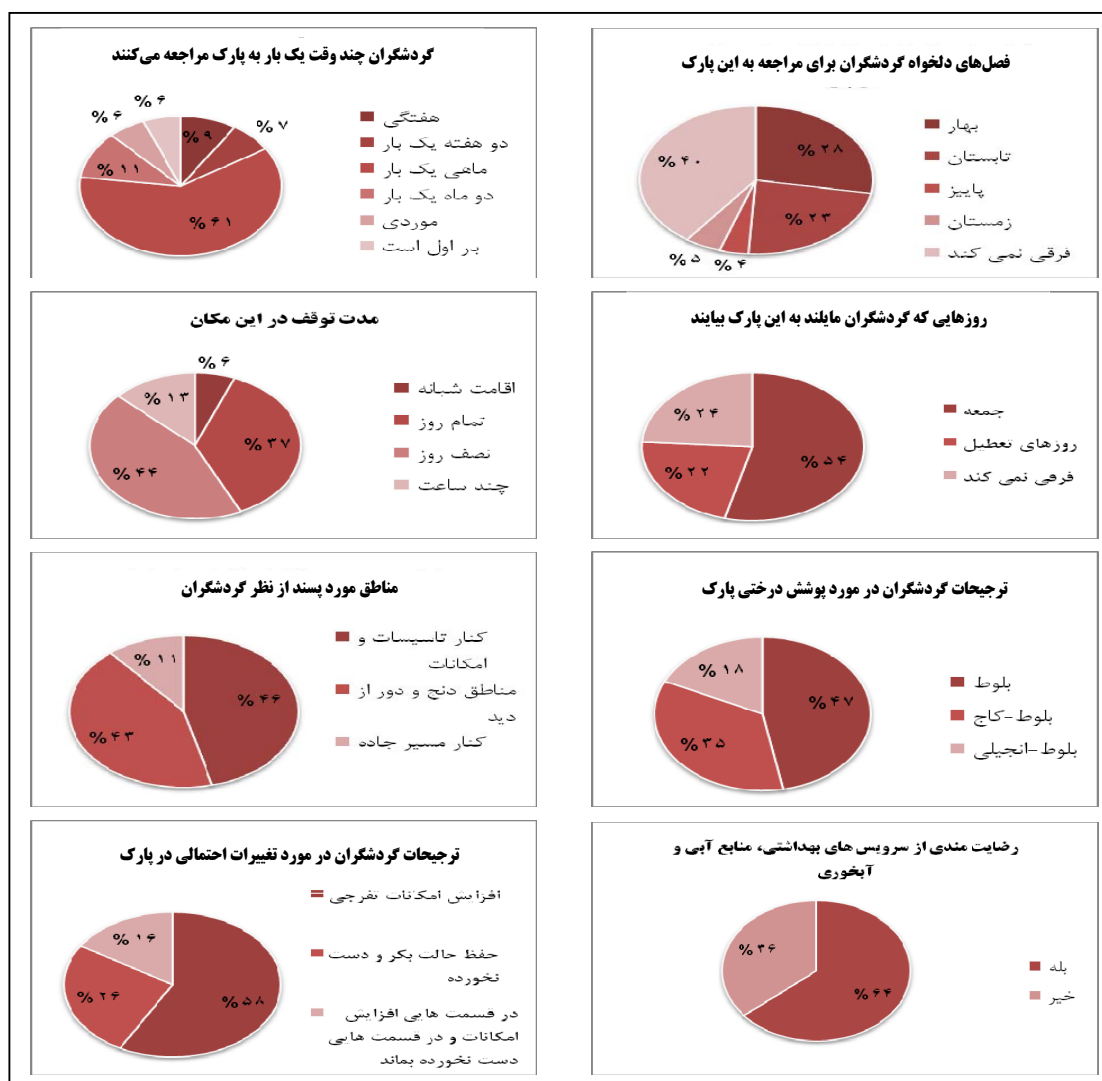 فصل‌های دلخواه گردشگران برای مراجعه به این پارک
بهار
تابستان
پاییز
زمستان
فرقی نمی کند
% ۲۸
% ۲۳
% ۴
% ۵
% ۴۰
گردشگران چند وقت یک بار به پارک مراجعه می‌کنند
هفتگی
دو هفته یک بار
ماهی یک بار
دو ماه یک بار
موردی
بر اول است
% ۹
% ۷
% ۶۱
% ۱۱
% ۶
% ۶
روزهایی که گردشگران مایلند به این پارک بیایند
جمعه
روزهای تعطیل
فرقی نمی کند
% ۵۴
% ۲۲
% ۲۴
مدت توقف در این مکان
اقامت شبانه
تمام روز
نصف روز
چند ساعت
% ۶
% ۳۷
% ۴۴
% ۱۳
ترجیحات گردشگران در مورد پوشش درختی پارک
بلوط
بلوط-کاج
بلوط-انجیلی
% ۴۷
% ۳۵
% ۱۸
مناطق مورد پسند از نظر گردشگران
کنار تاسیسات و
امکانات
مناطق دنج و دور از
دید
کنار مسیر جاده
% ۴۶
% ۴۳
% ۱۱
رضایت مندی از سرویس های بهداشتی، منابع آبی و
آبخوری
بله
خیر
% ۶۴
% ۳۶
ترجیحات گردشگران در مورد تغییرات احتمالی در پارک
افزایش امکانات تفرجی
حفظ حالت بکر و دست
نخورده
در قسمت هایی افزایش
امکانات و در قسمت هایی
دست نخورده بماند
% ۵۸
% ۲۶
% ۱۶